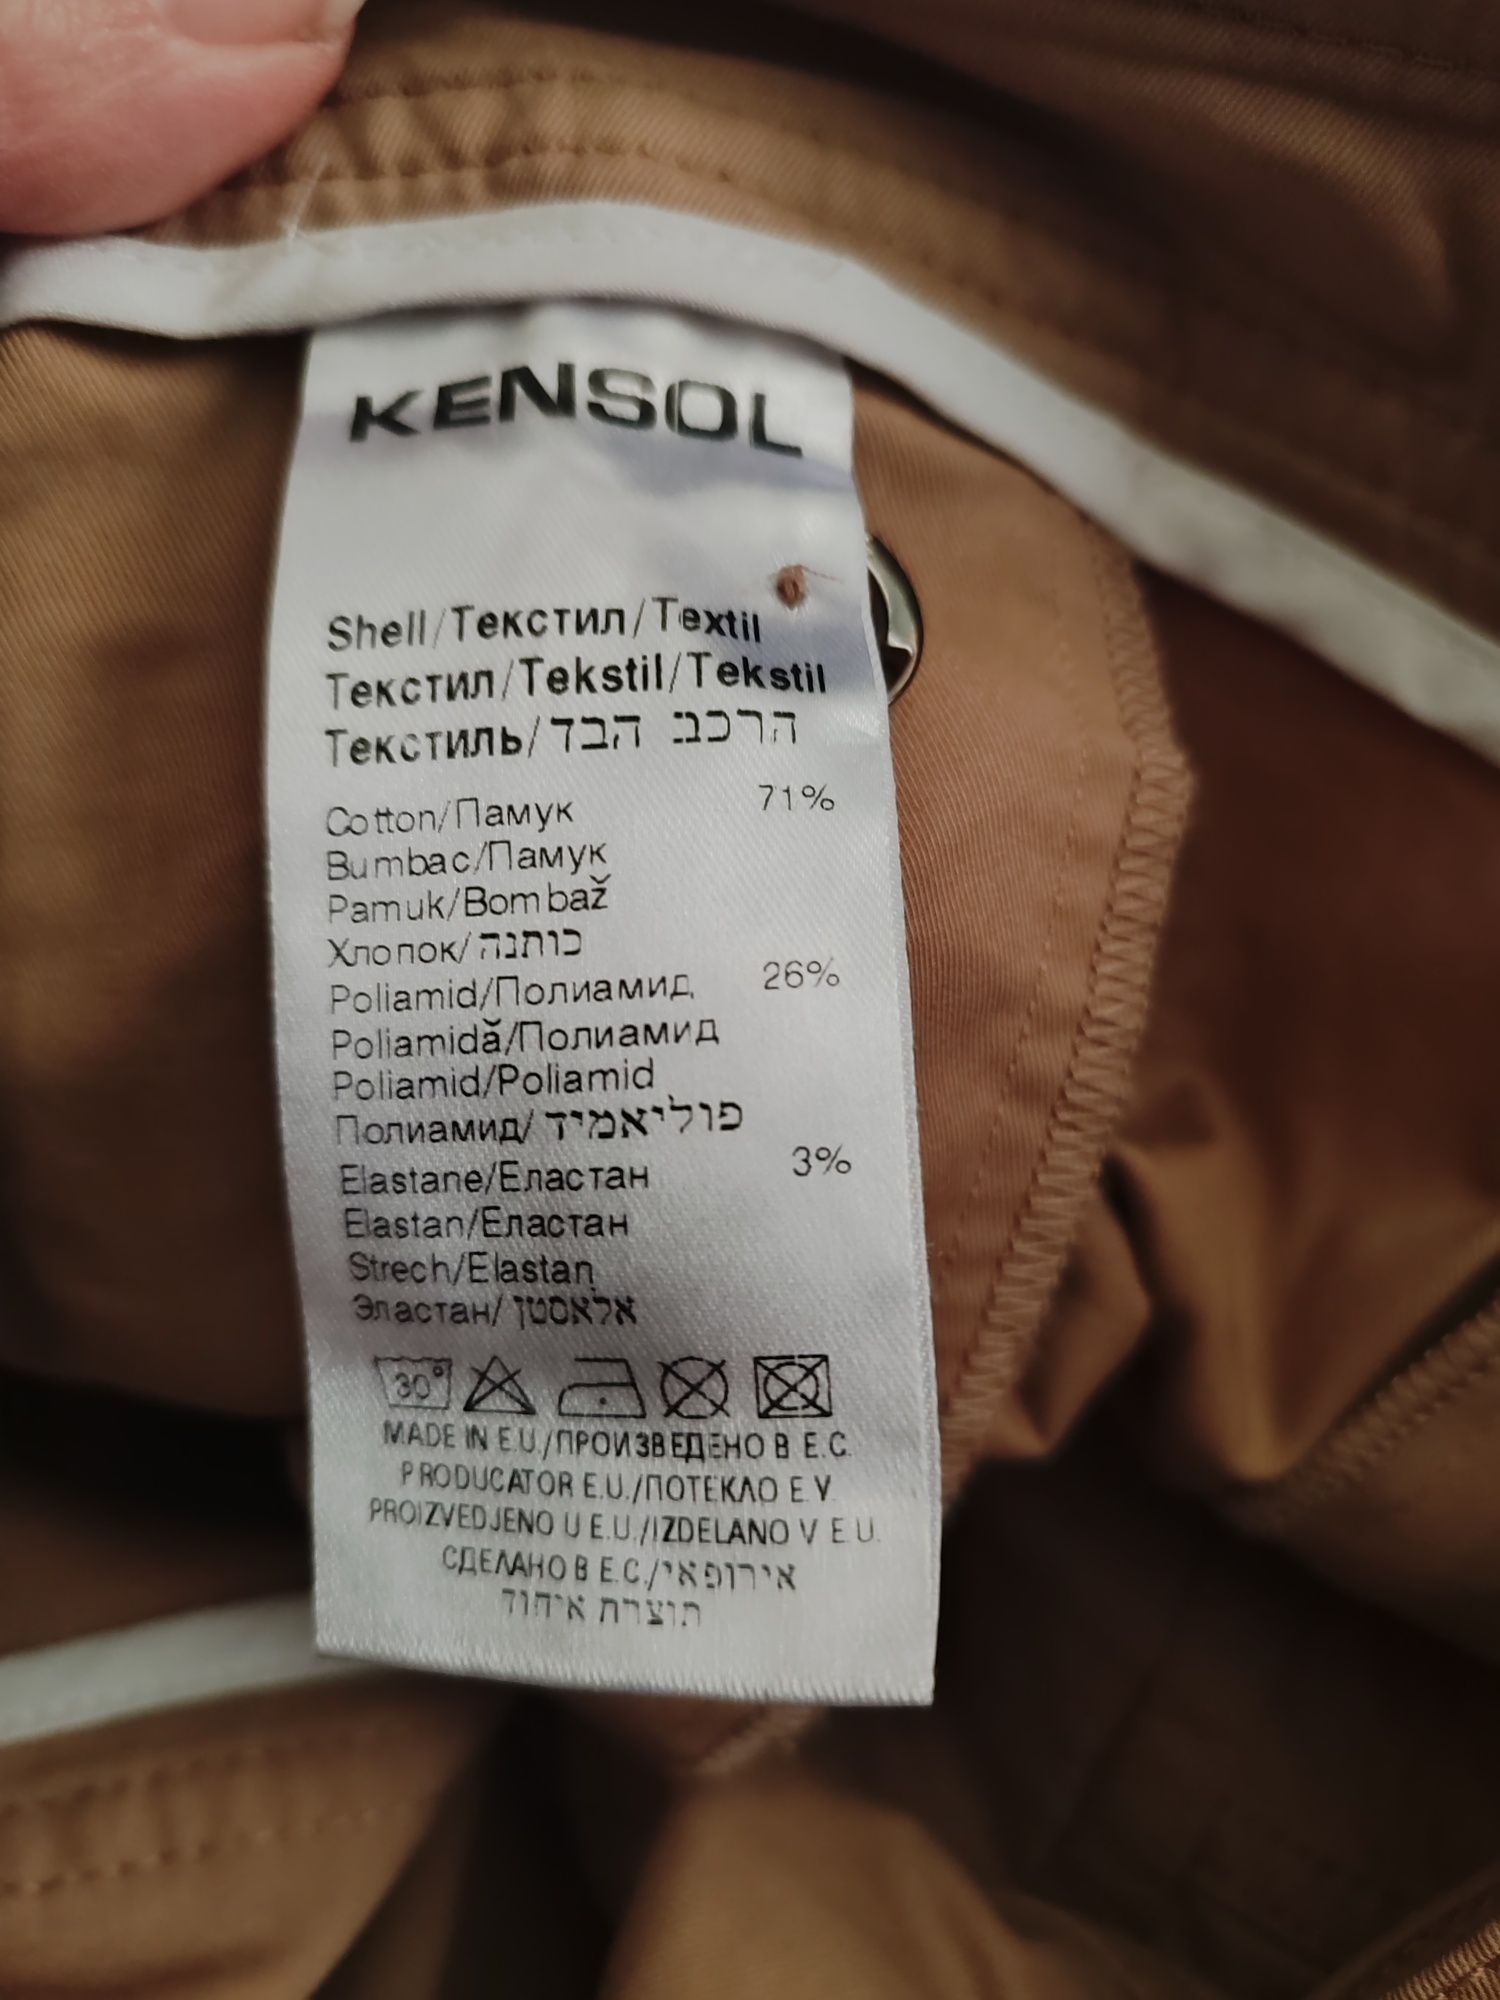 KENSOL
Shell/Текстил/Textil
Текстил/Tekstil/Tekstil
Текстиль/הרכב הבד
Cotton/Памук 71%
Bumbac/Памук
Pamuk/Bombaž
Хлопок/כותנה
Poliamid/Полиамид 26%
Poliamidă/Полиамид
Poliamid/Poliamid
Полиамид/פוליאמיד
Elastane/Еластан 3%
Elastan/Еластан
Strech/Elastan
Эластан/אלאסטן
30°
MADE IN E.U./ПРОИЗВЕДЕНО В Е.С.
PRODUCATOR E.U./ПОТЕКЛО Е.У.
PROIZVEDJENO U E.U./IZDELANO V E.U.
СДЕЛАНО В Е.С./אירופאי
תוצרת איחוד